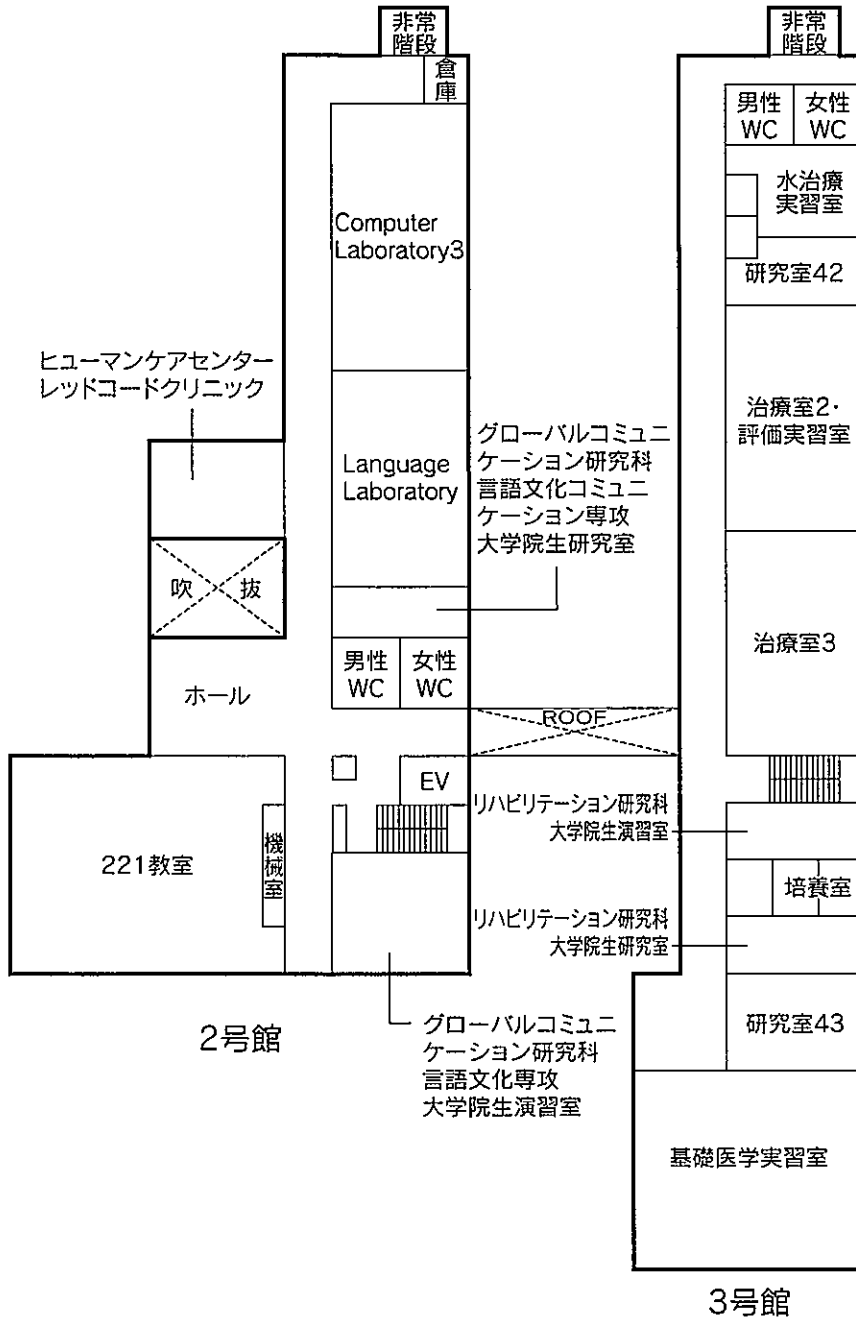 非常
階段
倉
庫
Computer
Laboratory3
ヒューマンケアセンター
レッドコードクリニック
Language
Laboratory
グローバルコミュニ
ケーション研究科
言語文化コミュニ
ケーション専攻
大学院生研究室
吹 抜
男性
WC
女性
WC
ホール
ROOF
EV
221教室
機
械
室
グローバルコミュニ
ケーション研究科
言語文化専攻
大学院生演習室
2号館
非常
階段
男性
WC
女性
WC
水治療
実習室
研究室42
治療室2・
評価実習室
治療室3
リハビリテーション研究科
大学院生演習室
培養室
リハビリテーション研究科
大学院生研究室
研究室43
基礎医学実習室
3号館